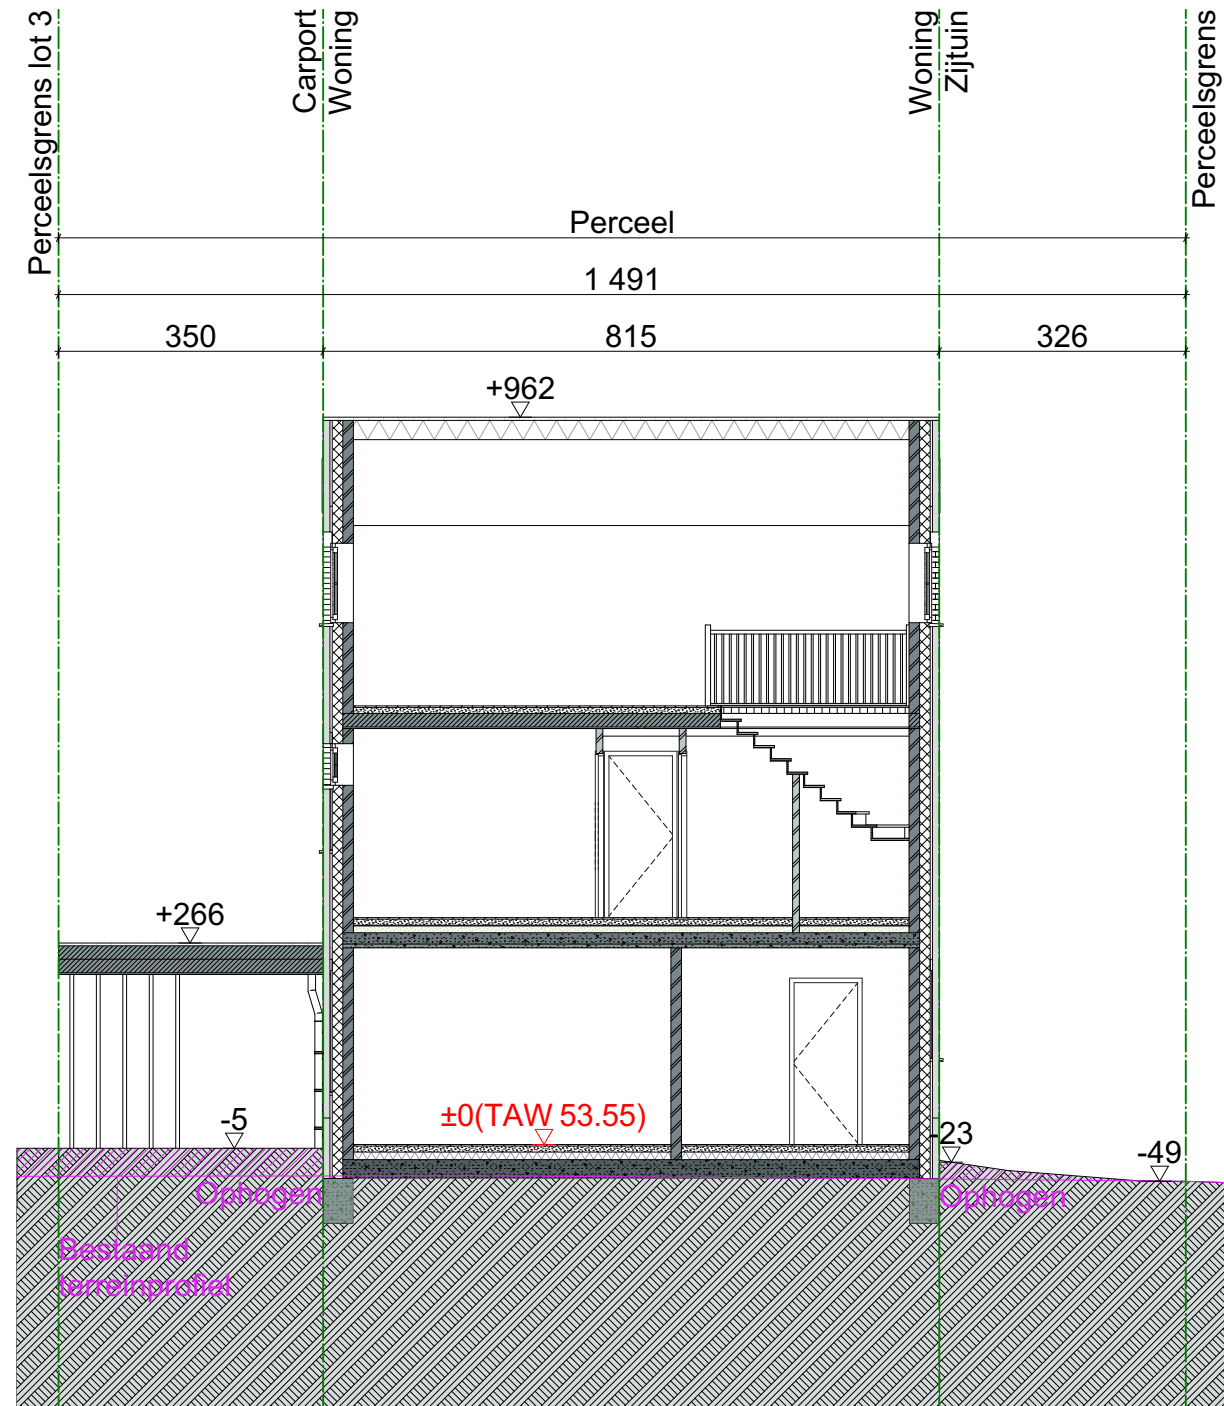 Perceelsgrens lot 3
Carport
Woning
Woning
Zijtuin
Perceelsgrens
Perceel
1 491
350
815
326
+962
+266
-5
±0(TAW 53.55)
-23
-49
Ophogen
Ophogen
Bestaand
terreinprofiel